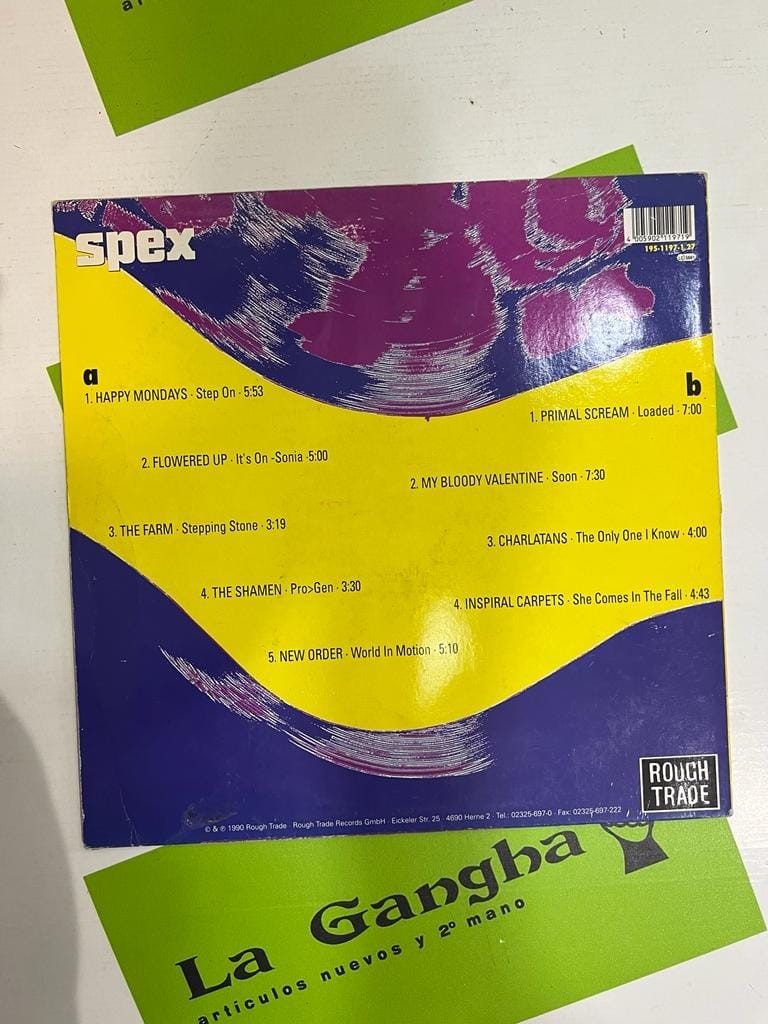 spex
4 005902 119719
195-1197-1.27
a
1. HAPPY MONDAYS · Step On · 5:53
2. FLOWERED UP · It's On -Sonia ·5:00
3. THE FARM · Stepping Stone · 3:19
4. THE SHAMEN · Pro>Gen · 3:30
5. NEW ORDER · World In Motion · 5:10
b
1. PRIMAL SCREAM · Loaded · 7:00
2. MY BLOODY VALENTINE · Soon · 7:30
3. CHARLATANS · The Only One I Know · 4:00
4. INSPIRAL CARPETS · She Comes In The Fall · 4:43
ROUGH
TRADE
© & ℗ 1990 Rough Trade · Rough Trade Records GmbH · Eickeler Str. 25 · 4690 Herne 2 · Tel.: 02325-697-0 · Fax: 02325-697-222
La Gangha
artículos nuevos y 2º mano